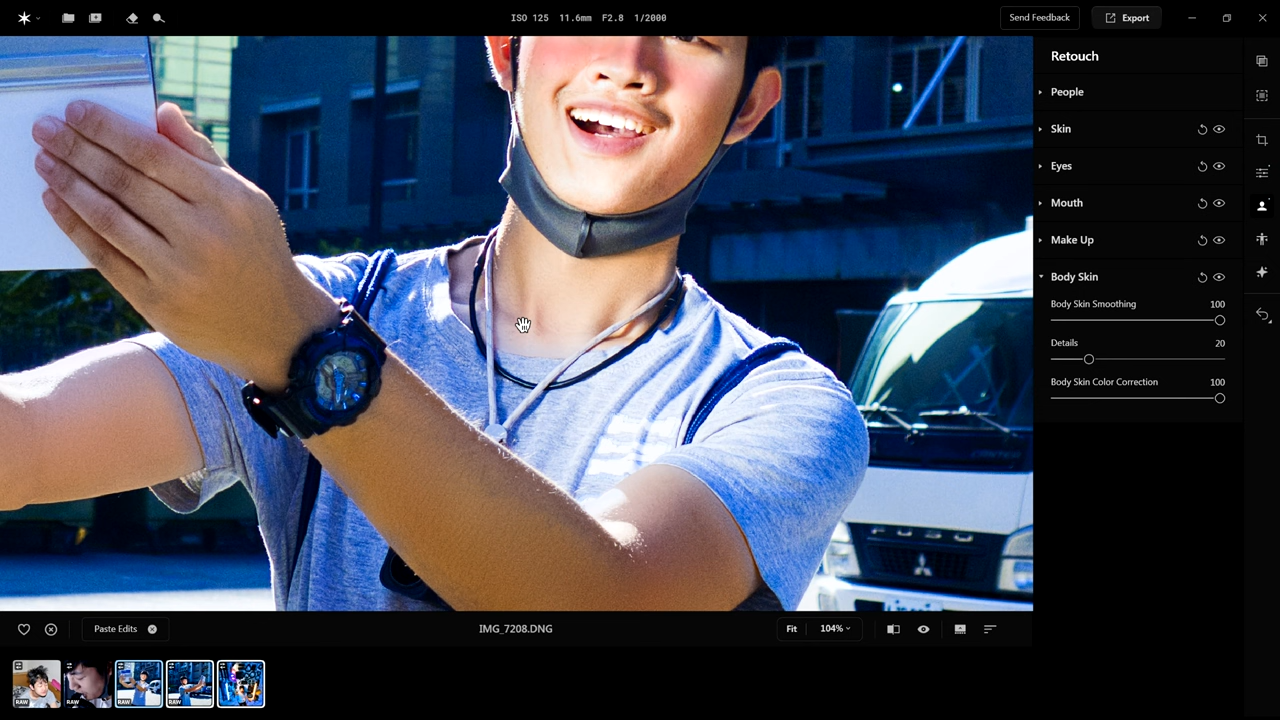 ISO 125 11.6mm F2.8 1/2000
Send Feedback
Export
Retouch
People
Skin
Eyes
Mouth
Make Up
Body Skin
Body Skin Smoothing 100
Details 20
Body Skin Color Correction 100
FUSO
Paste Edits
IMG_7208.DNG
Fit
104%
RAW
RAW
RAW
RAW